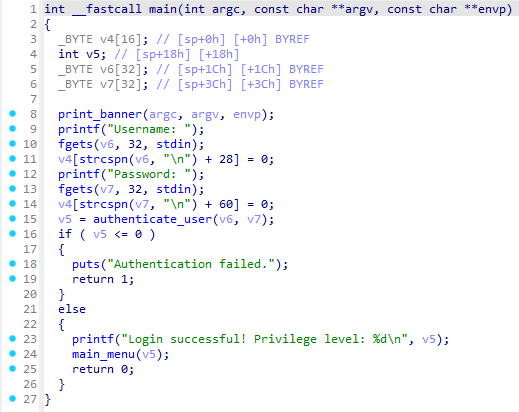 1 int __fastcall main(int argc, const char **argv, const char **envp)
2 {
3   _BYTE v4[16]; // [sp+0h] [+0h] BYREF
4   int v5; // [sp+18h] [+18h]
5   _BYTE v6[32]; // [sp+1Ch] [+1Ch] BYREF
6   _BYTE v7[32]; // [sp+3Ch] [+3Ch] BYREF
7
8   print_banner(argc, argv, envp);
9   printf("Username: ");
10   fgets(v6, 32, stdin);
11   v4[strcspn(v6, "\n") + 28] = 0;
12   printf("Password: ");
13   fgets(v7, 32, stdin);
14   v4[strcspn(v7, "\n") + 60] = 0;
15   v5 = authenticate_user(v6, v7);
16   if ( v5 <= 0 )
17   {
18     puts("Authentication failed.");
19     return 1;
20   }
21   else
22   {
23     printf("Login successful! Privilege level: %d\n", v5);
24     main_menu(v5);
25     return 0;
26   }
27 }